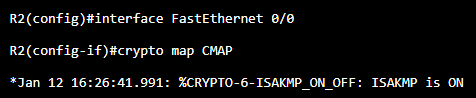 R2(config)#interface FastEthernet 0/0
R2(config-if)#crypto map CMAP
*Jan 12 16:26:41.991: %CRYPTO-6-ISAKMP_ON_OFF: ISAKMP is ON